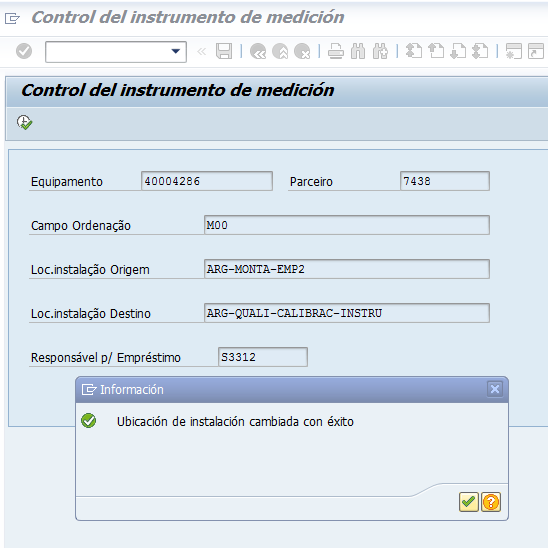 Control del instrumento de medición
Control del instrumento de medición
Equipamento 40004286 Parceiro 7438
Campo Ordenação M00
Loc.instalação Origem ARG-MONTA-EMP2
Loc.instalação Destino ARG-QUALI-CALIBRAC-INSTRU
Responsável p/ Empréstimo S3312
Información
Ubicación de instalación cambiada con éxito